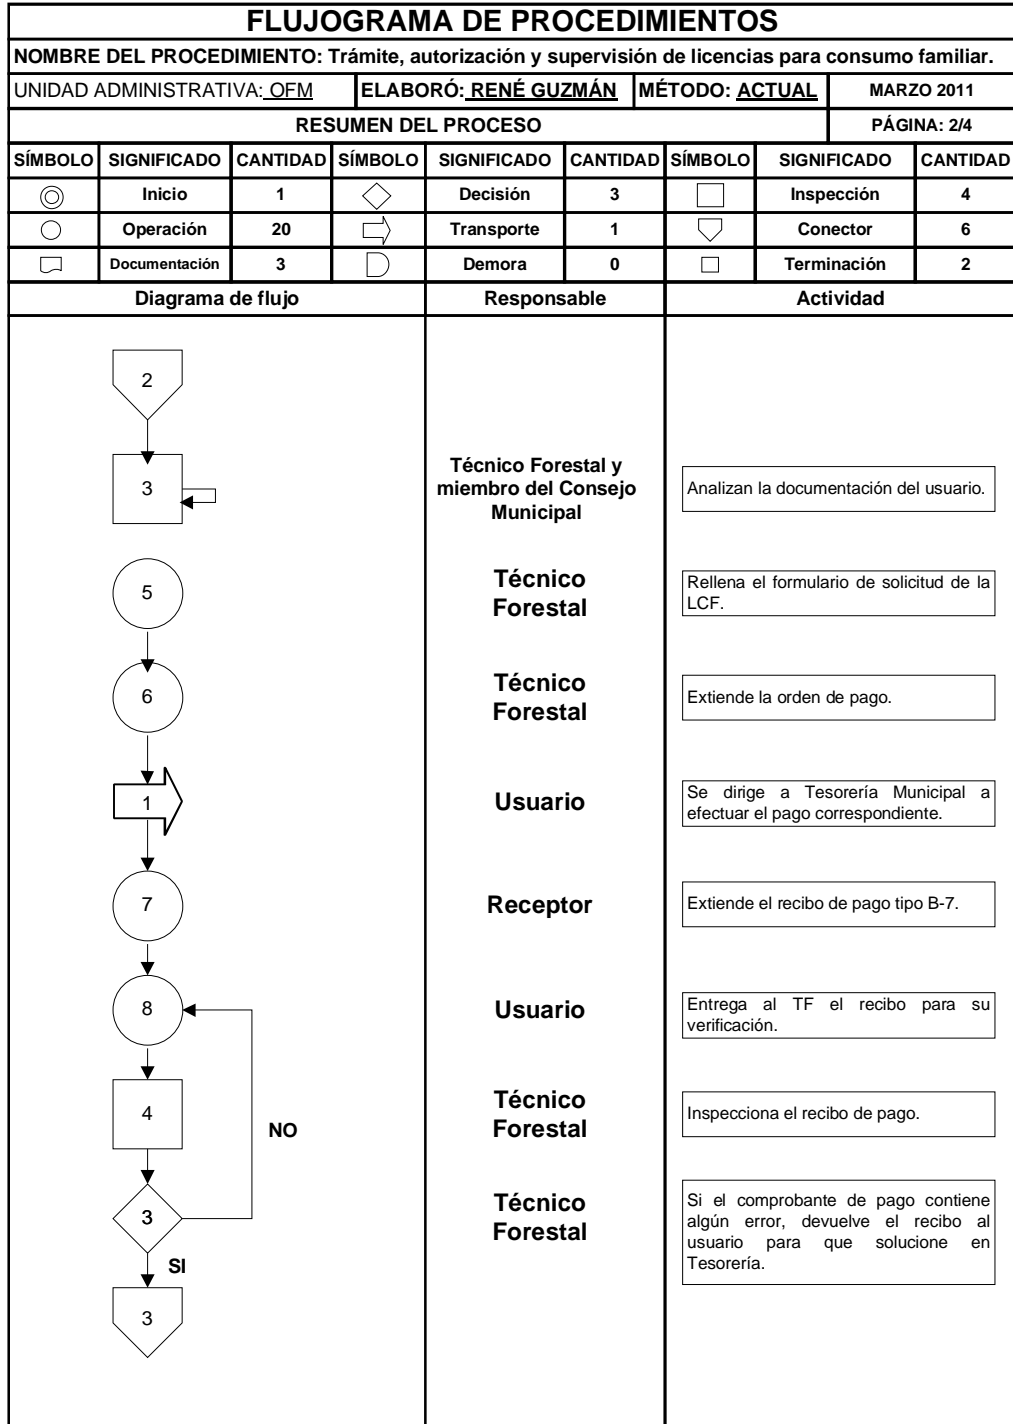 FLUJOGRAMA DE PROCEDIMIENTOS
NOMBRE DEL PROCEDIMIENTO: Trámite, autorización y supervisión de licencias para consumo familiar.
UNIDAD ADMINISTRATIVA: OFM ELABORÓ: RENÉ GUZMÁN MÉTODO: ACTUAL MARZO 2011
RESUMEN DEL PROCESO PÁGINA: 2/4
SÍMBOLO SIGNIFICADO CANTIDAD SÍMBOLO SIGNIFICADO CANTIDAD SÍMBOLO SIGNIFICADO CANTIDAD
Inicio 1 Decisión 3 Inspección 4
Operación 20 Transporte 1 Conector 6
Documentación 3 Demora 0 Terminación 2
Diagrama de flujo Responsable Actividad
2
3
Técnico Forestal y
miembro del Consejo
Municipal
Analizan la documentación del usuario.
5
Técnico
Forestal
Rellena el formulario de solicitud de la
LCF.
6
Técnico
Forestal
Extiende la orden de pago.
1
Usuario
Se dirige a Tesorería Municipal a
efectuar el pago correspondiente.
7
Receptor
Extiende el recibo de pago tipo B-7.
8
Usuario
Entrega al TF el recibo para su
verificación.
4
NO
Técnico
Forestal
Inspecciona el recibo de pago.
3
SI
Técnico
Forestal
Si el comprobante de pago contiene
algún error, devuelve el recibo al
usuario para que solucione en
Tesorería.
3